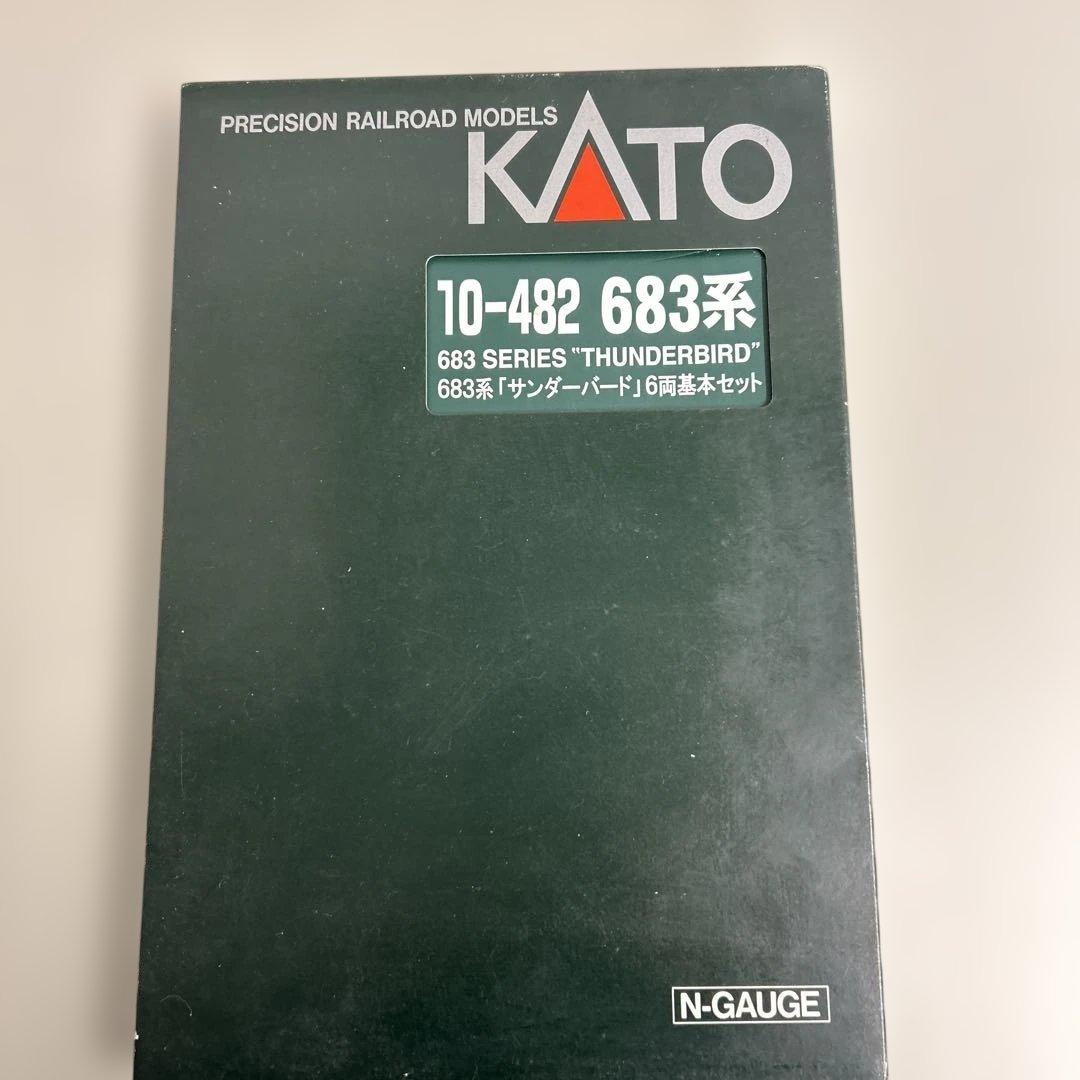 PRECISION RAILROAD MODELS
KATO
10-482 683系
683 SERIES "THUNDERBIRD"
683系「サンダーバード」6両基本セット
N-GAUGE